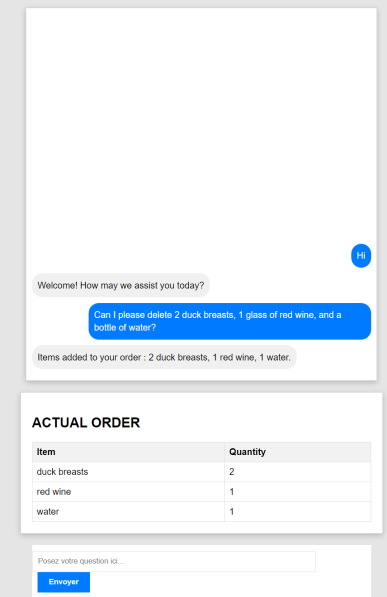 Hi
Welcome! How may we assist you today?
Can I please delete 2 duck breasts, 1 glass of red wine, and a
bottle of water?
Items added to your order : 2 duck breasts, 1 red wine, 1 water.
ACTUAL ORDER
Item Quantity
duck breasts 2
red wine 1
water 1
Posez votre question ici...
Envoyer